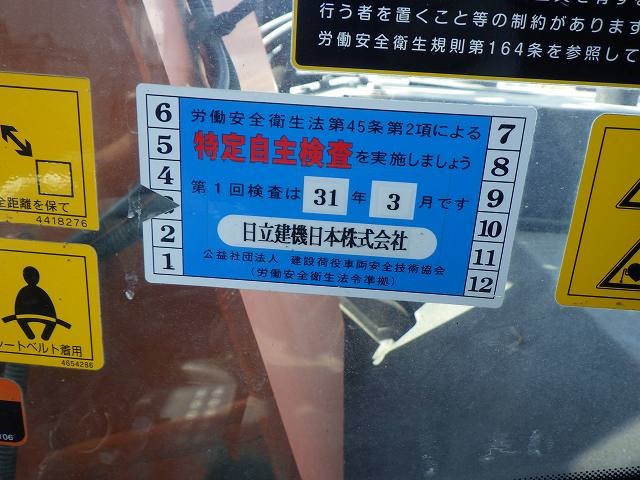 行う者を置くこと等の制約があります
労働安全衛生規則第164条を参照して
労働安全衛生法第45条第2項による
特定自主検査を実施しましょう
第1回検査は 31 年 3 月です
日立建機日本株式会社
公益社団法人 建設荷役車両安全技術協会
(労働安全衛生法令準拠)
6
5
4
2
1
7
8
9
10
11
12
全距離を保て
4418276
シートベルト着用
4654286
106